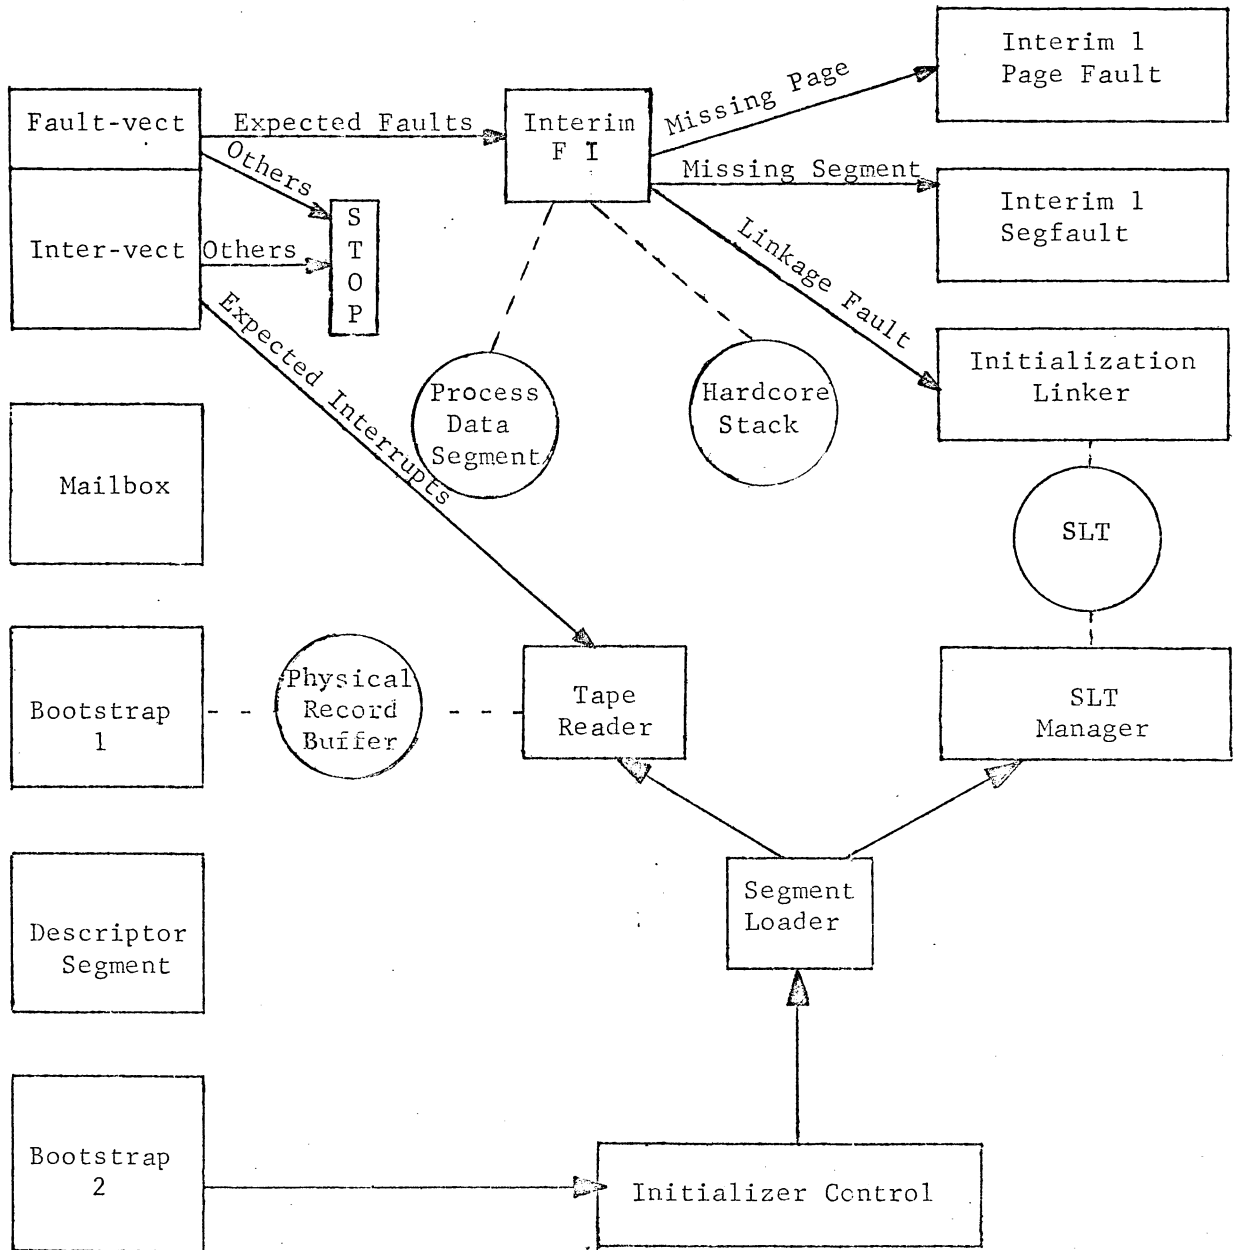 Interim 1
Page Fault
Fault-vect
Expected Faults
Interim
F I
Missing Page
Others
Missing Segment
Interim 1
Segfault
Inter-vect
Others
S
T
O
P
Linkage Fault
Expected Interrupts
Process
Data
Segment
Hardcore
Stack
Initialization
Linker
Mailbox
SLT
Bootstrap
1
Physical
Record
Buffer
Tape
Reader
SLT
Manager
Segment
Loader
Descriptor
Segment
Bootstrap
2
Initializer Control